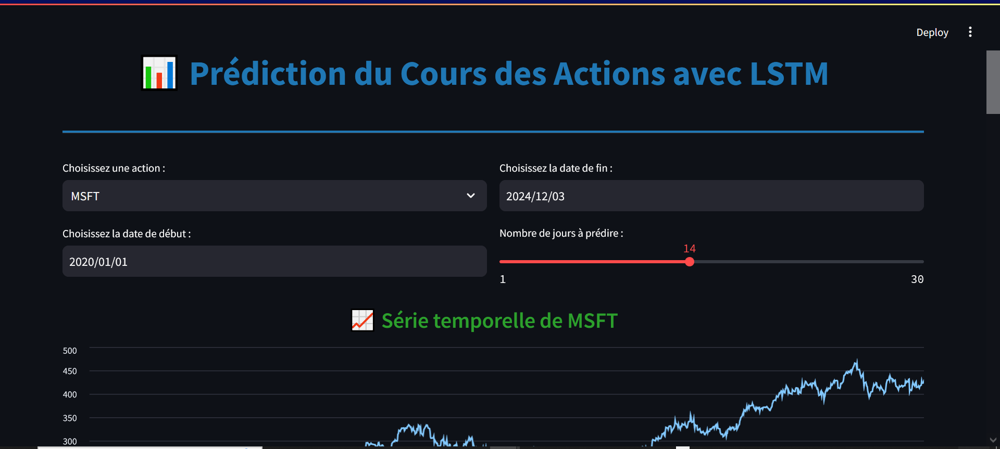 Deploy
Prédiction du Cours des Actions avec LSTM
Choisissez une action :
MSFT
Choisissez la date de fin :
2024/12/03
Choisissez la date de début :
2020/01/01
Nombre de jours à prédire :
14
1
30
Série temporelle de MSFT
500
450
400
350
300